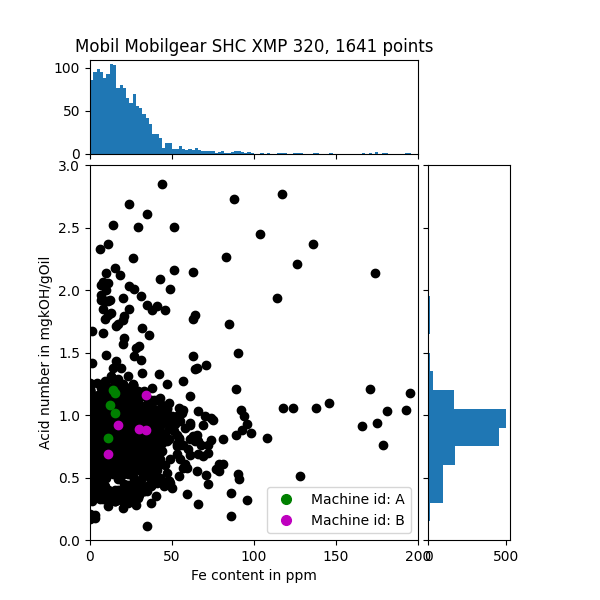 Mobil Mobilgear SHC XMP 320, 1641 points
100
50
0
3.0
2.5
2.0
1.5
1.0
0.5
0.0
Acid number in mgkOH/gOil
Machine id: A
Machine id: B
0 50 100 150 200
0 500
Fe content in ppm